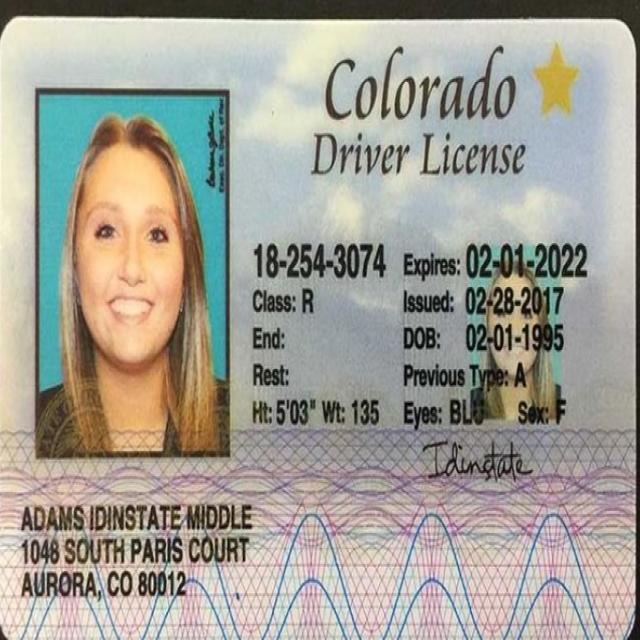 Colorado
Driver License
18-254-3074 Expires: 02-01-2022
Class: R Issued: 02-28-2017
End: DOB: 02-01-1995
Rest: Previous Type: A
Ht: 5'03" Wt: 135 Eyes: BLU Sex: F
Idinstate
ADAMS IDINSTATE MIDDLE
1046 SOUTH PARIS COURT
AURORA, CO 80012